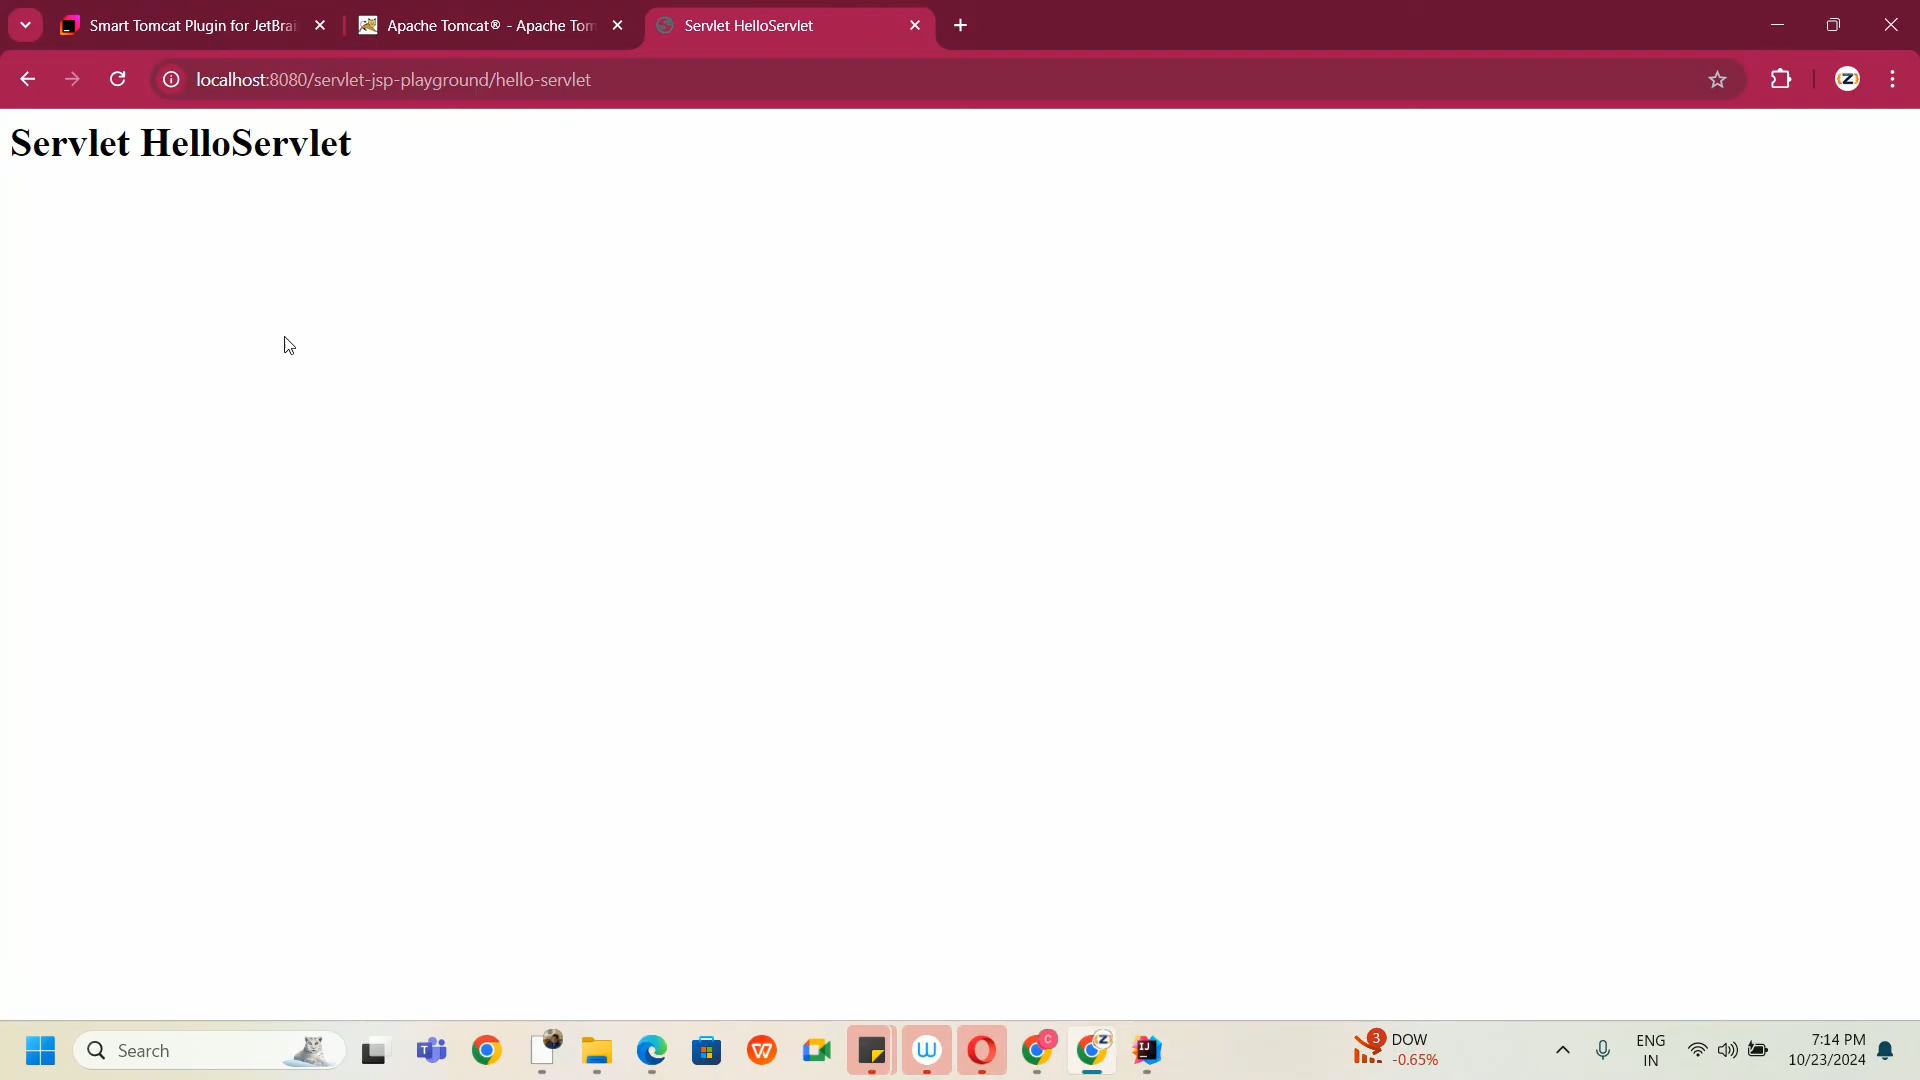 Smart Tomcat Plugin for JetBrai
Apache Tomcat® - Apache Tom
Servlet HelloServlet
localhost:8080/servlet-jsp-playground/hello-servlet
Z
Servlet HelloServlet
Search
T
W
W
C
Z
IJ
3
DOW
-0.65%
ENG
IN
7:14 PM
10/23/2024